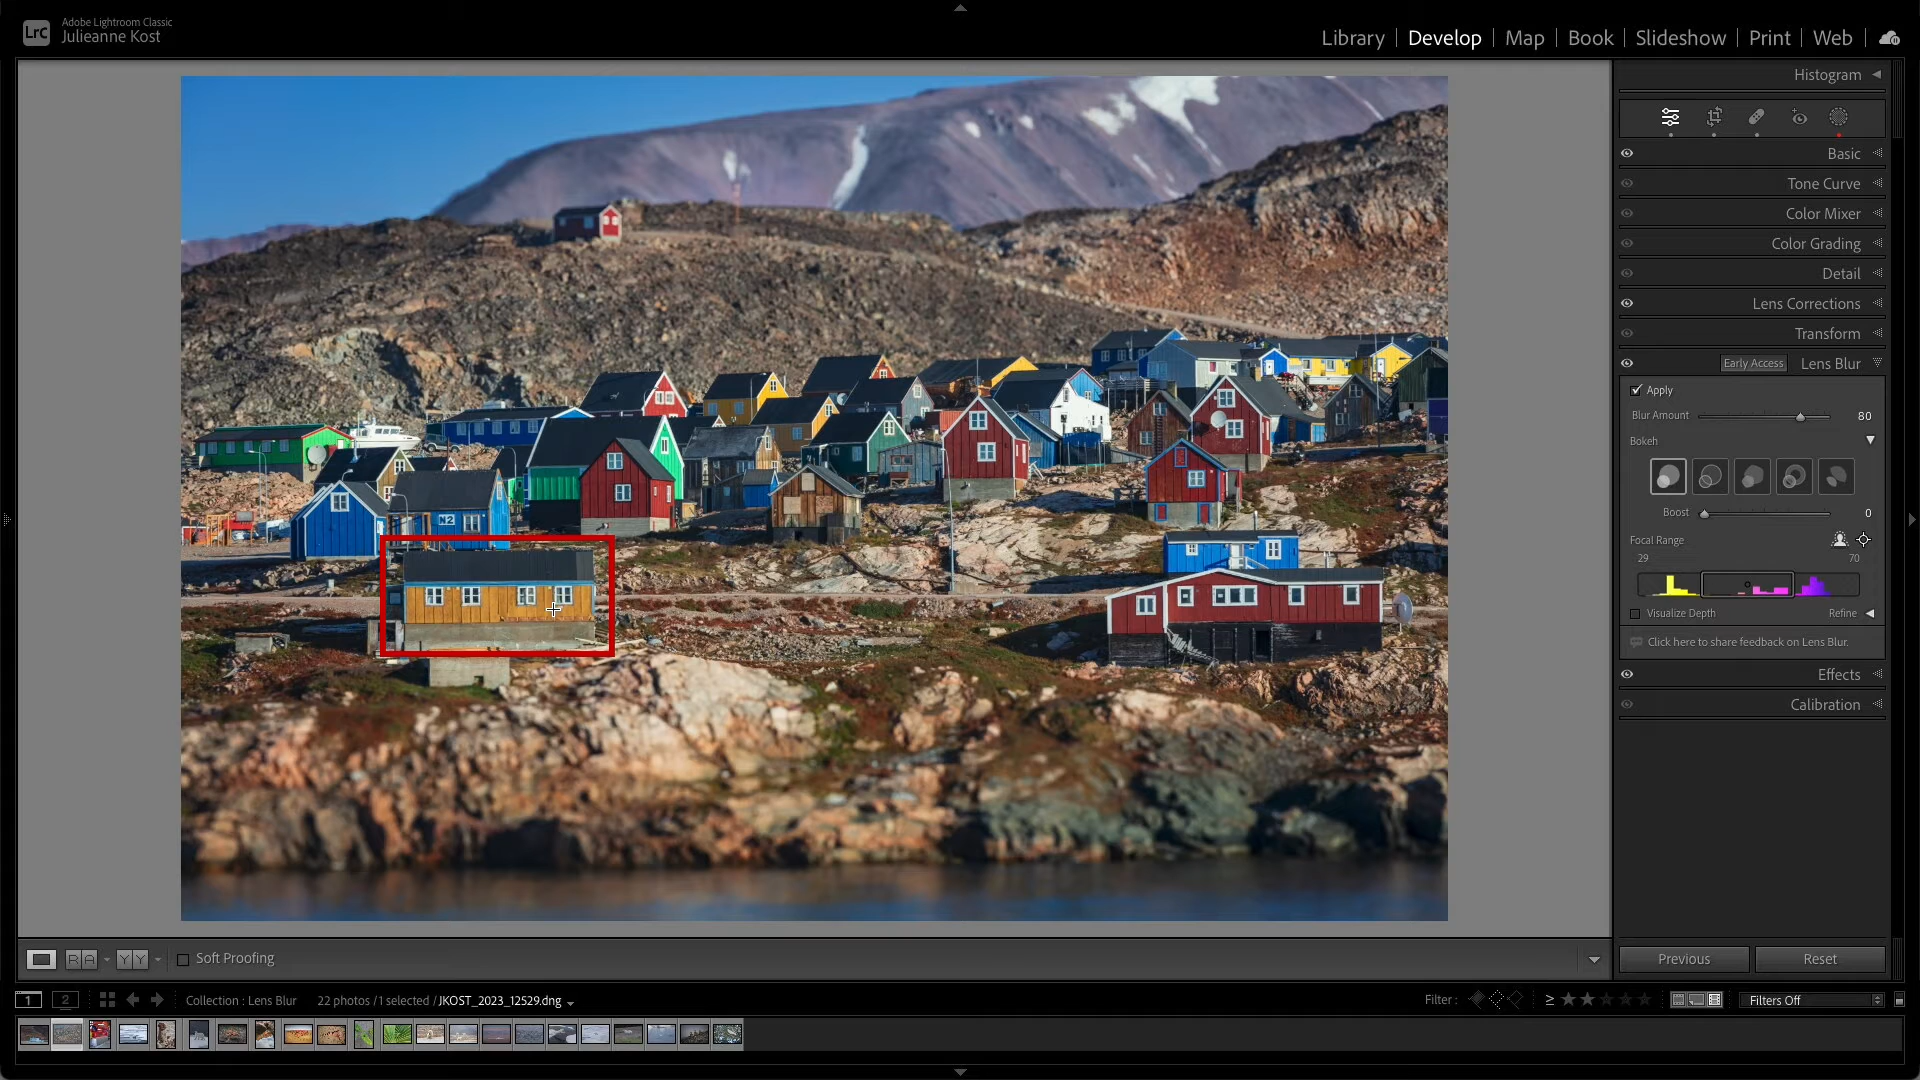 LrC
Adobe Lightroom Classic
Julieanne Kost
Library | Develop | Map | Book | Slideshow | Print | Web
Histogram
Basic
Tone Curve
Color Mixer
Color Grading
Detail
Lens Corrections
Transform
Early Access Lens Blur
Apply
Blur Amount 80
Bokeh
Boost 0
Focal Range
29 70
Visualize Depth Refine
Click here to share feedback on Lens Blur.
Effects
Calibration
N2
R A Y Y Soft Proofing
Previous Reset
1 2 Collection : Lens Blur 22 photos / 1 selected / JKOST_2023_12529.dng Filter : ≥ Filters Off